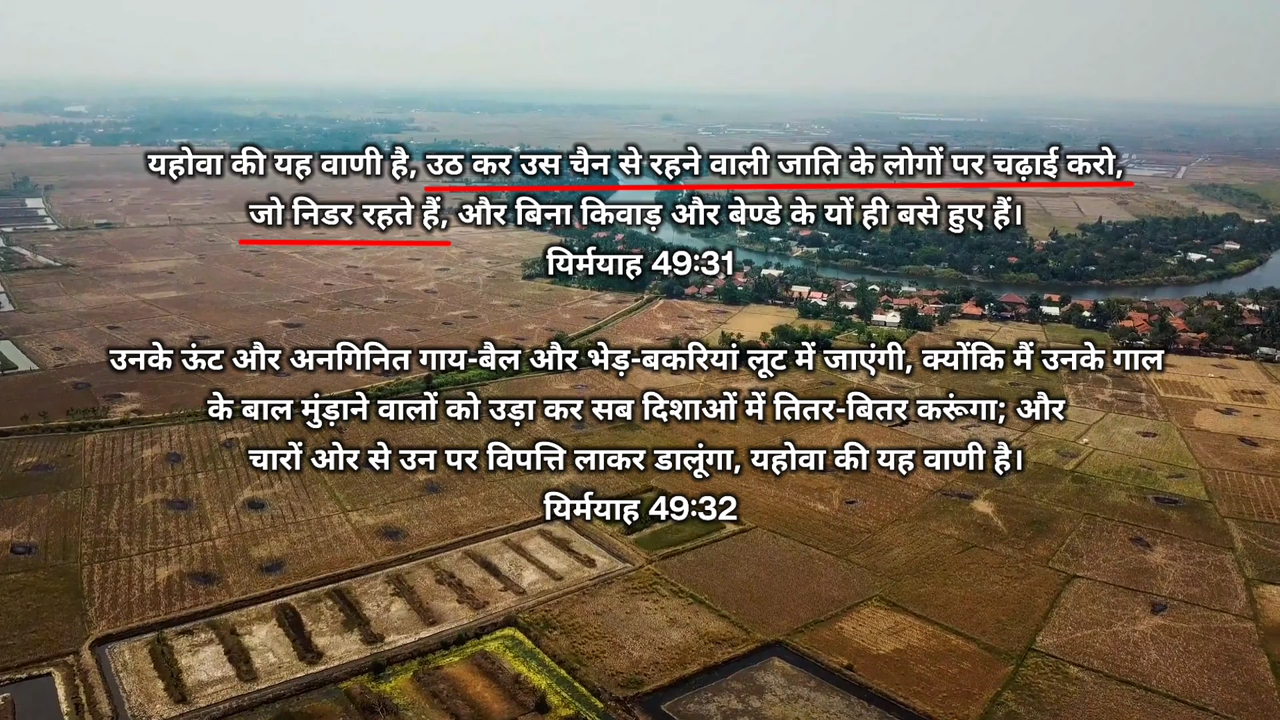 यहोवा की यह वाणी है, उठ कर उस चैन से रहने वाली जाति के लोगों पर चढ़ाई करो,
जो निडर रहते हैं, और बिना किवाड़ और बेण्डे के यों ही बसे हुए हैं।
यिर्मयाह 49:31
उनके ऊंट और अनगिनित गाय-बैल और भेड़-बकरियां लूट में जाएंगी, क्योंकि मैं उनके गाल
के बाल मुंड़ाने वालों को उड़ा कर सब दिशाओं में तितर-बितर करूंगा; और
चारों ओर से उन पर विपत्ति लाकर डालूंगा, यहोवा की यह वाणी है।
यिर्मयाह 49:32